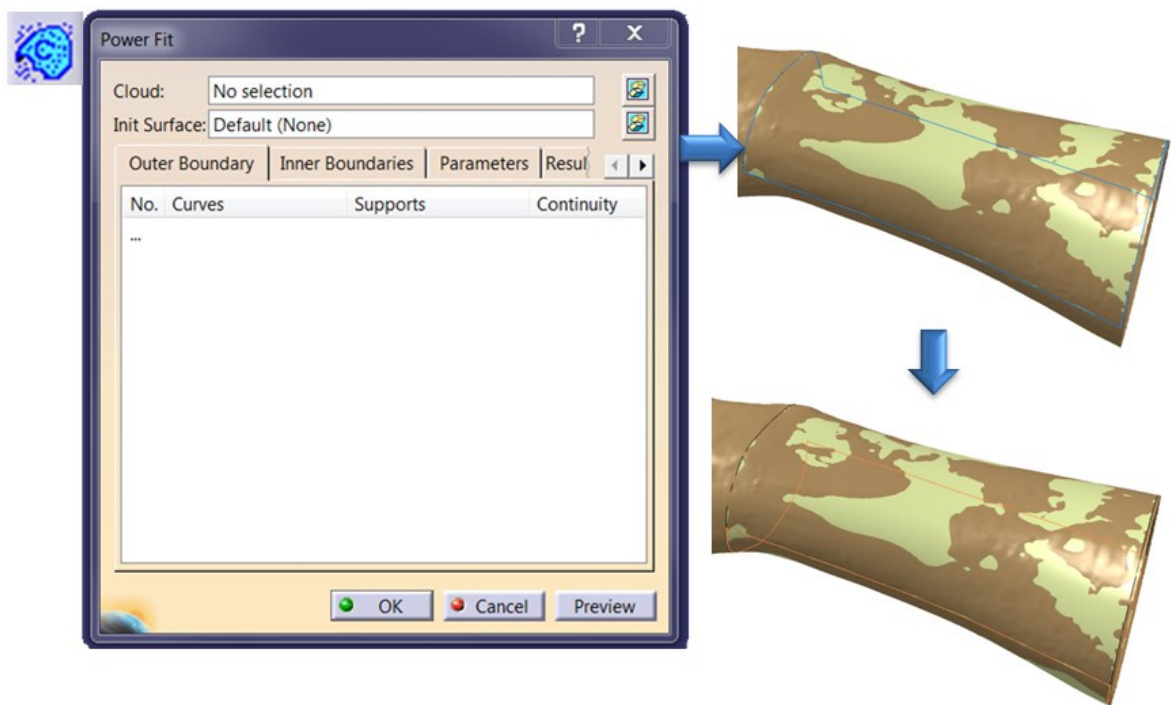 Power Fit
? X
Cloud: No selection
Init Surface: Default (None)
Outer Boundary Inner Boundaries Parameters Resul
No. Curves Supports Continuity
...
OK Cancel Preview